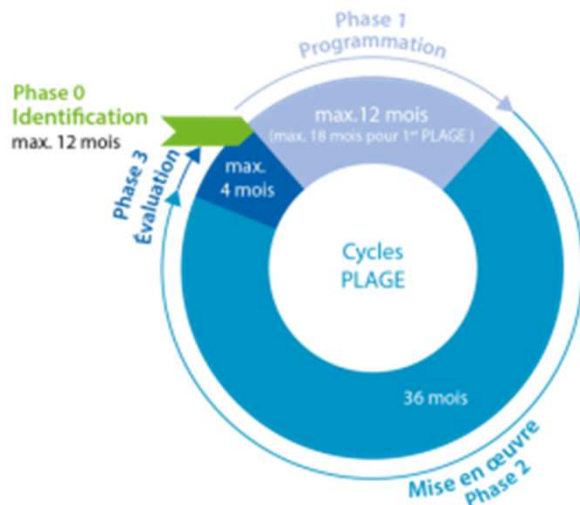 Phase 1
Programmation
Phase 0
Identification
max. 12 mois
max.12 mois
(max. 18 mois pour 1er PLAGE )
max.
4 mois
Phase 3
Évaluation
Cycles
PLAGE
36 mois
Mise en œuvre
Phase 2